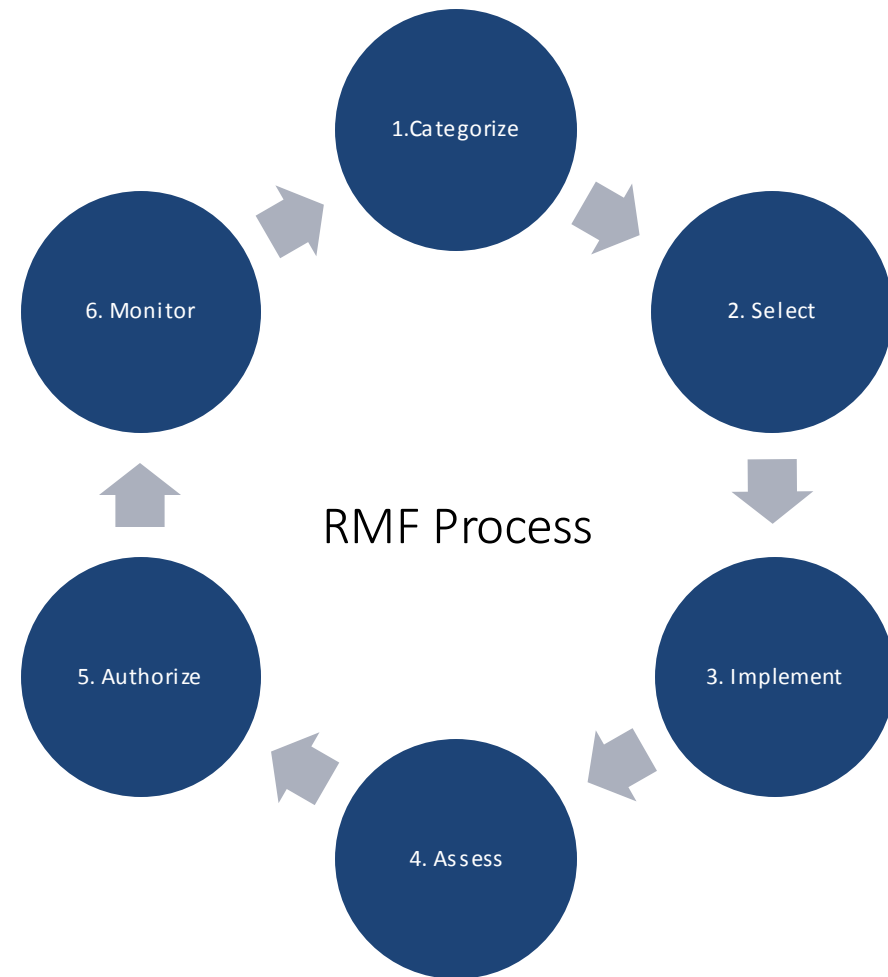 1.Categorize
2. Select
3. Implement
4. Assess
5. Authorize
6. Monitor
RMF Process